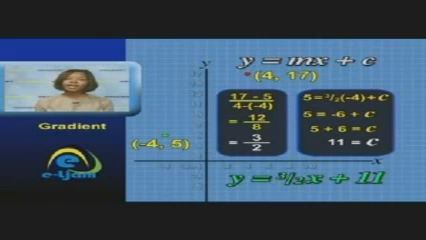 y = mx + c
y
(4, 17)
17 - 5
4-(-4)
= 12
8
= 3
2
5=³/₂(-4)+c
5 = -6 + c
5 + 6 = c
11 = c
Gradient
(-4, 5)
x
e
e-Ljam
y = ³/₂x + 11